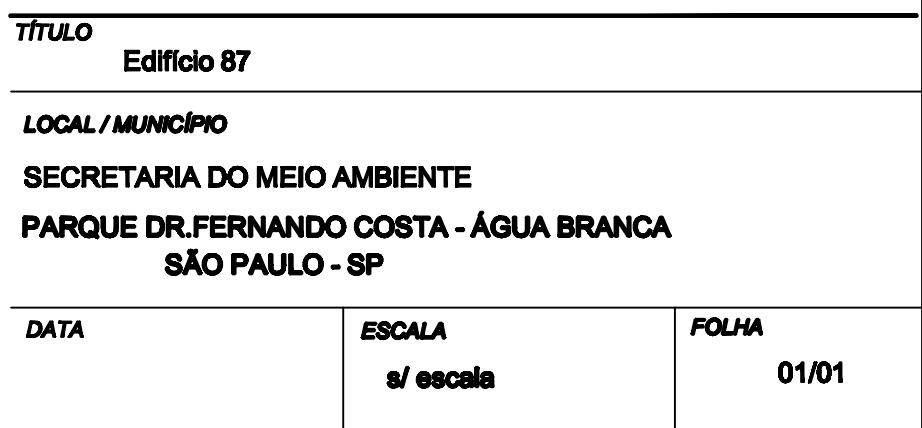 TÍTULO
Edifício 87
LOCAL / MUNICÍPIO
SECRETARIA DO MEIO AMBIENTE
PARQUE DR.FERNANDO COSTA - ÁGUA BRANCA
SÃO PAULO - SP
DATA ESCALA FOLHA
s/ escala 01/01